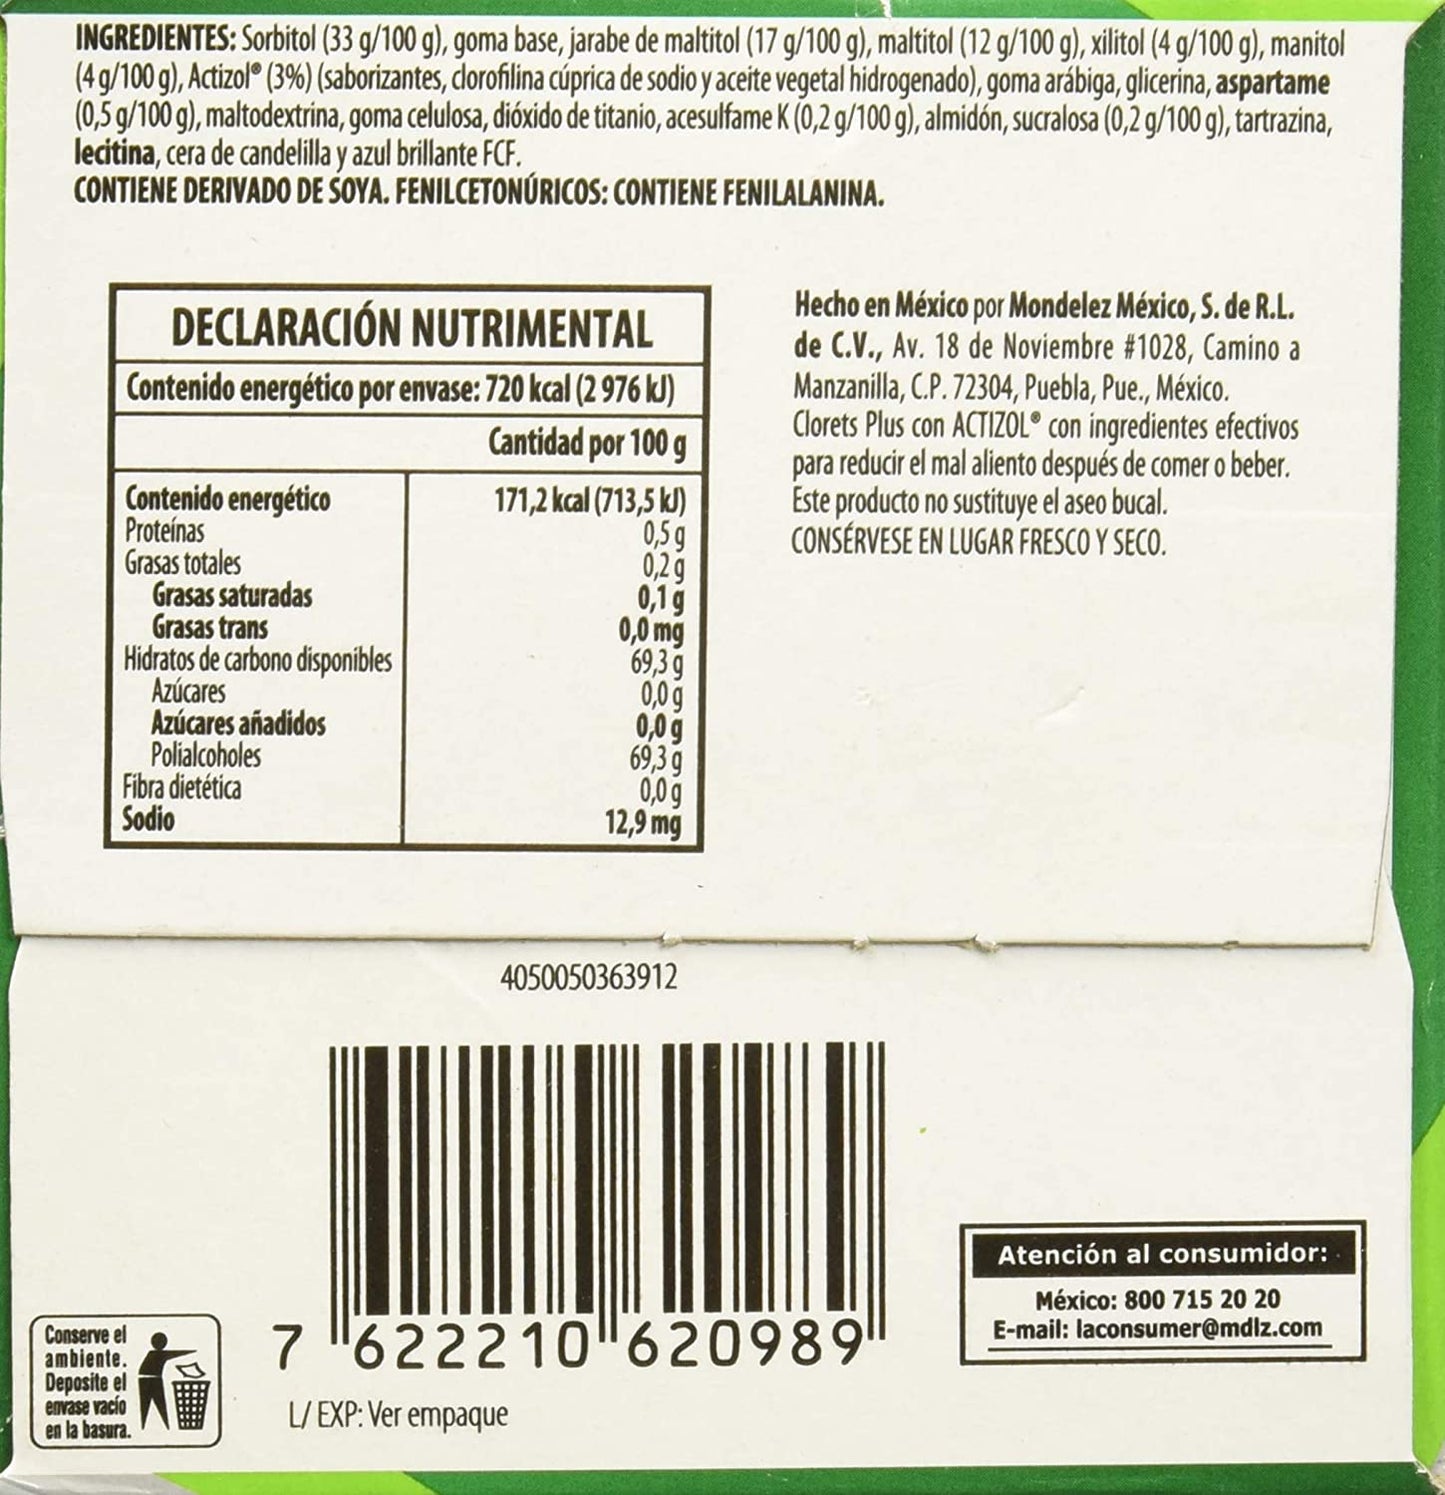 INGREDIENTES: Sorbitol (33 g/100 g), goma base, jarabe de maltitol (17 g/100 g), maltitol (12 g/100 g), xilitol (4 g/100 g), manitol
(4 g/100 g), Actizol® (3%) (saborizantes, clorofilina cúprica de sodio y aceite vegetal hidrogenado), goma arábiga, glicerina, aspartame
(0,5 g/100 g), maltodextrina, goma celulosa, dióxido de titanio, acesulfame K (0,2 g/100 g), almidón, sucralosa (0,2 g/100 g), tartrazina,
lecitina, cera de candelilla y azul brillante FCF.
CONTIENE DERIVADO DE SOYA. FENILCETONÚRICOS: CONTIENE FENILALANINA.
DECLARACIÓN NUTRIMENTAL
Contenido energético por envase: 720 kcal (2 976 kJ)
Cantidad por 100 g
Contenido energético 171,2 kcal (713,5 kJ)
Proteínas 0,5 g
Grasas totales 0,2 g
Grasas saturadas 0,1 g
Grasas trans 0,0 mg
Hidratos de carbono disponibles 69,3 g
Azúcares 0,0 g
Azúcares añadidos 0,0 g
Polialcoholes 69,3 g
Fibra dietética 0,0 g
Sodio 12,9 mg
Hecho en México por Mondelez México, S. de R.L.
de C.V., Av. 18 de Noviembre #1028, Camino a
Manzanilla, C.P. 72304, Puebla, Pue., México.
Clorets Plus con ACTIZOL® con ingredientes efectivos
para reducir el mal aliento después de comer o beber.
Este producto no sustituye el aseo bucal.
CONSÉRVESE EN LUGAR FRESCO Y SECO.
4050050363912
7 622210 620989
L/ EXP: Ver empaque
Conserve el
ambiente.
Deposite el
envase vacío
en la basura.
Atención al consumidor:
México: 800 715 20 20
E-mail: laconsumer@mdlz.com